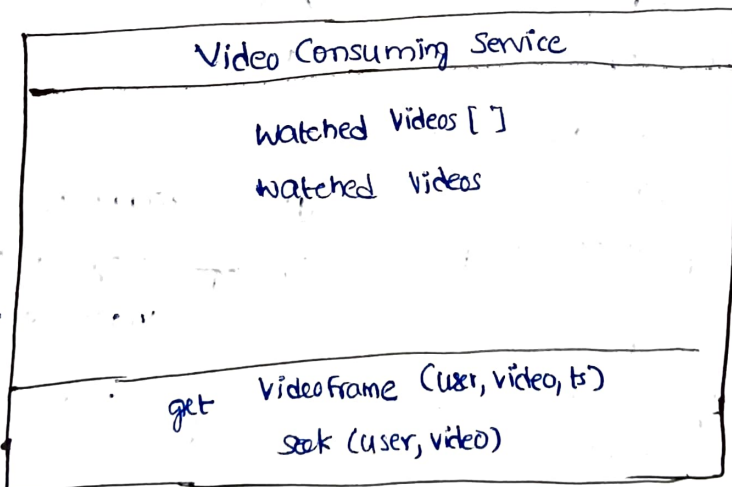 Video Consuming Service
Watched Videos [ ]
Watched Videos
get VideoFrame (user, video, ts)
seek (user, video)